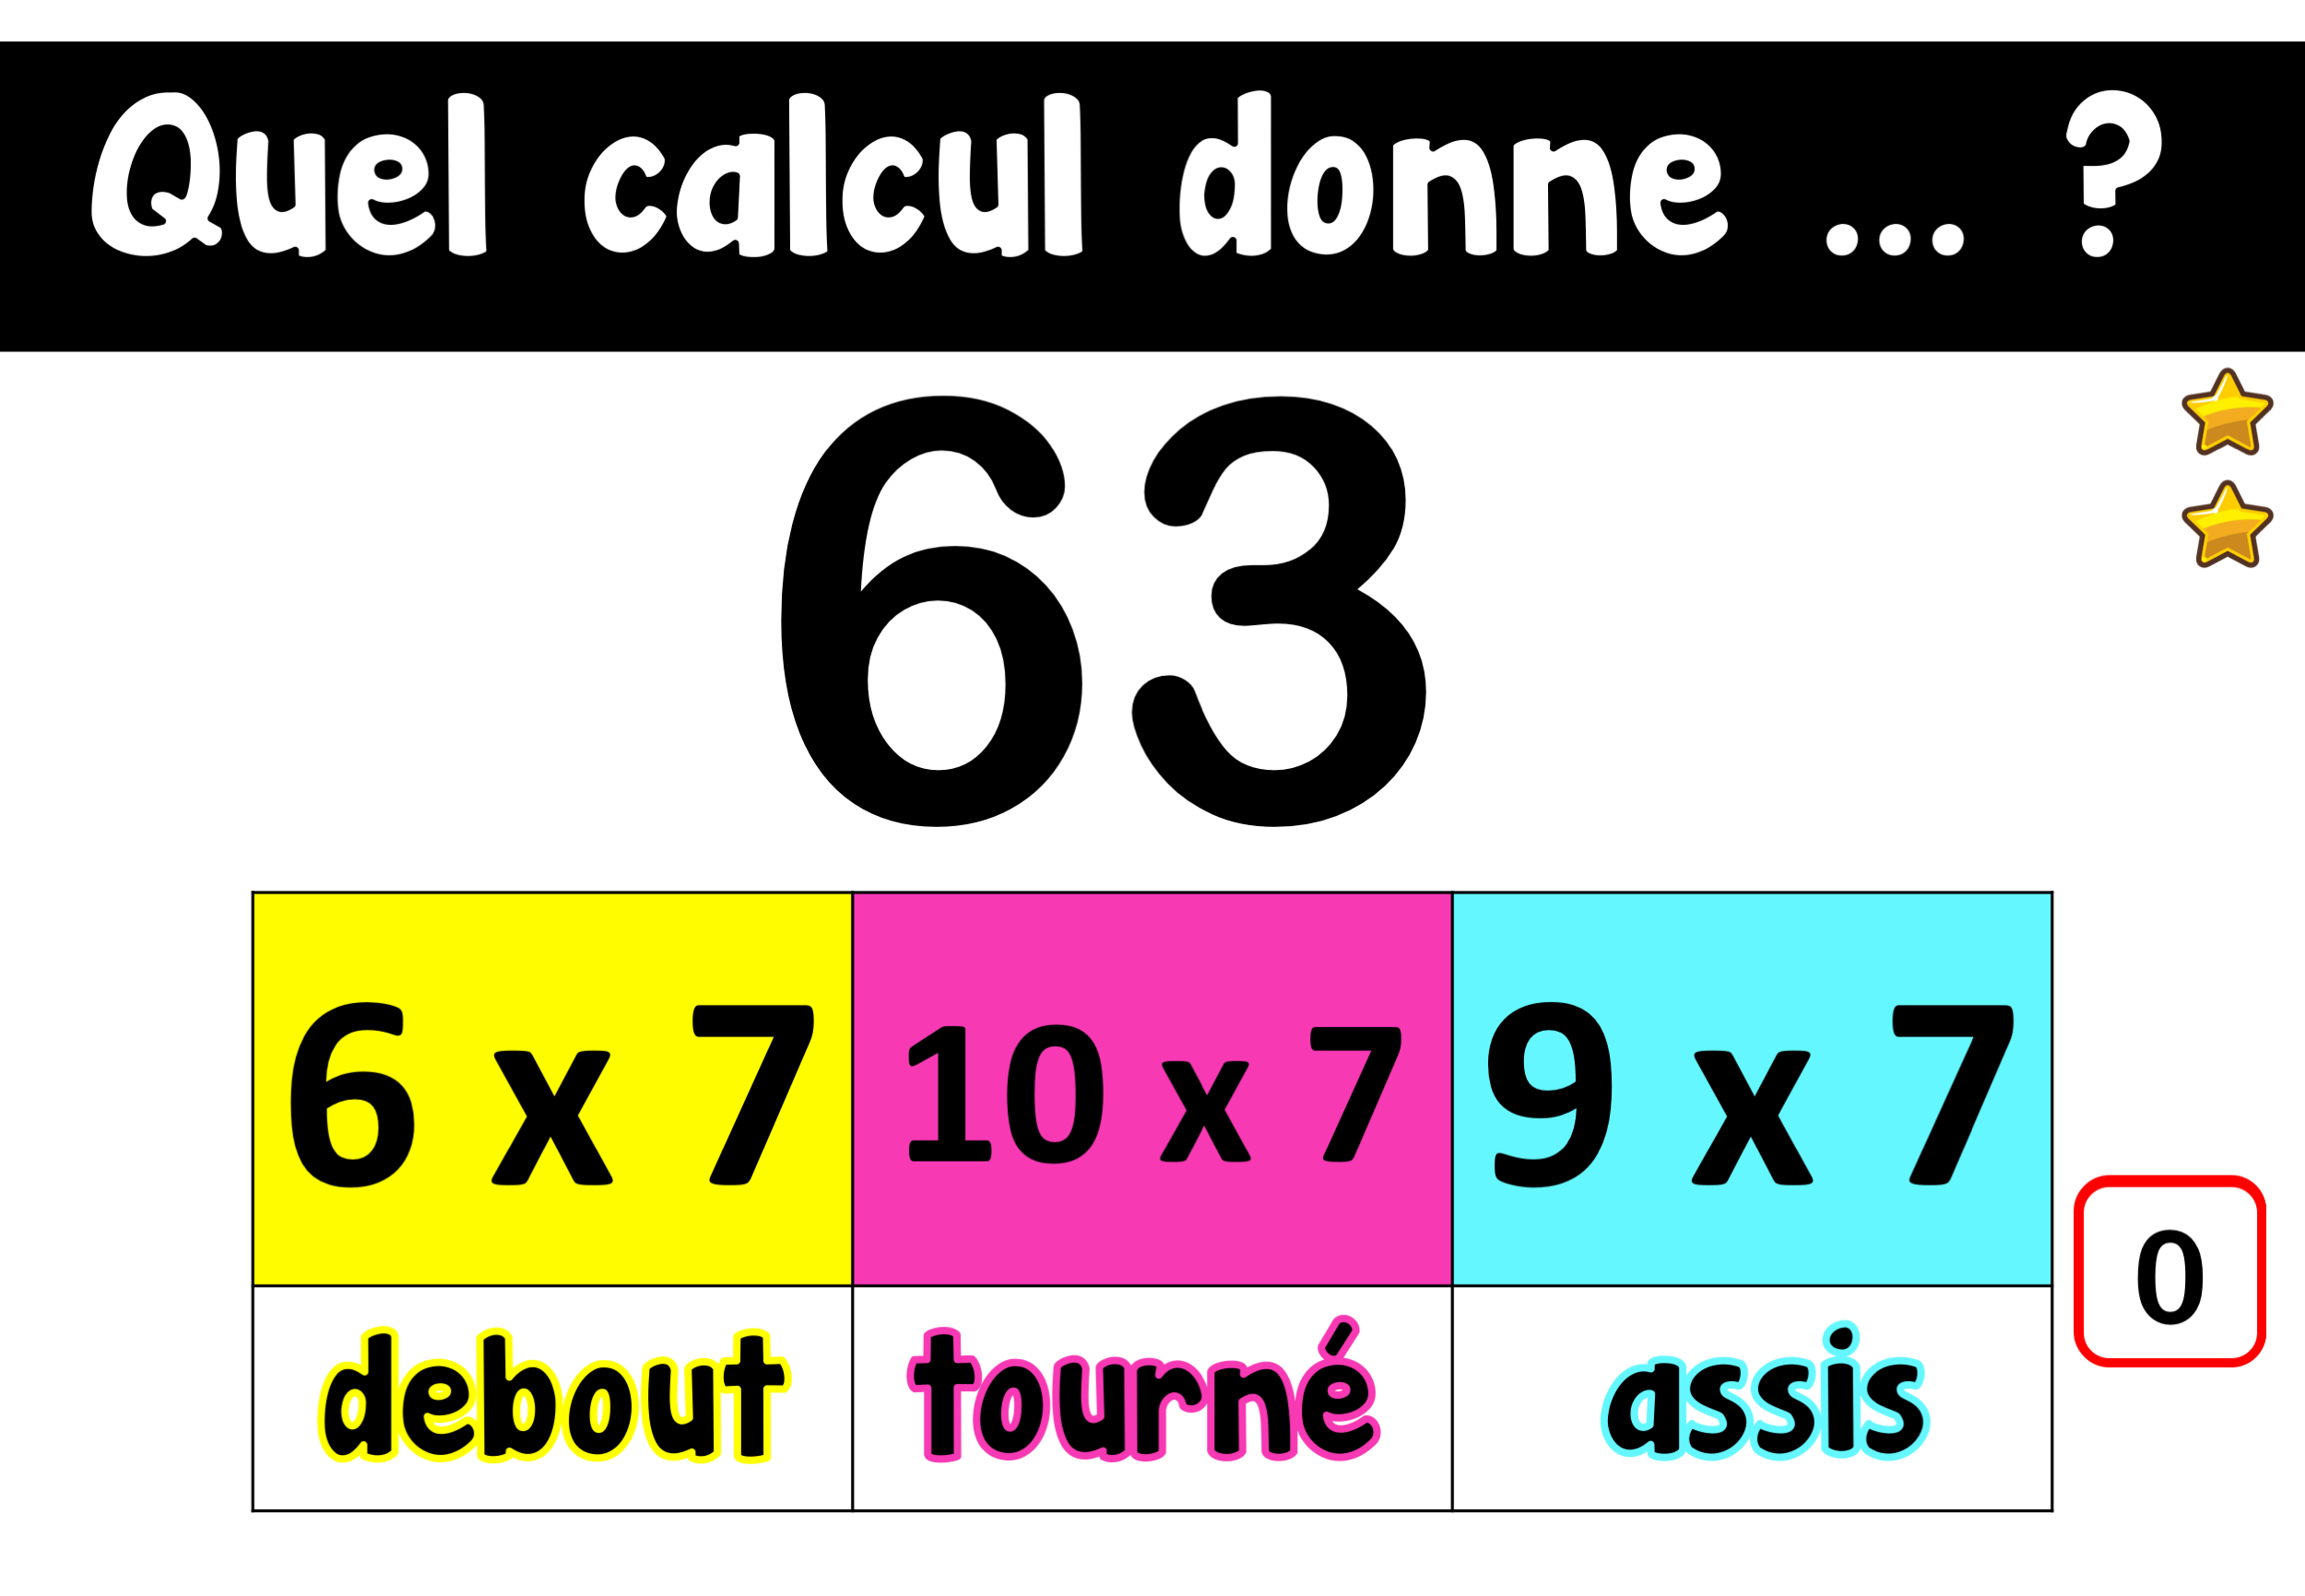 Quel calcul donne ... ?
63
6 x 7 10 x 7 9 x 7
0
debout tourné assis